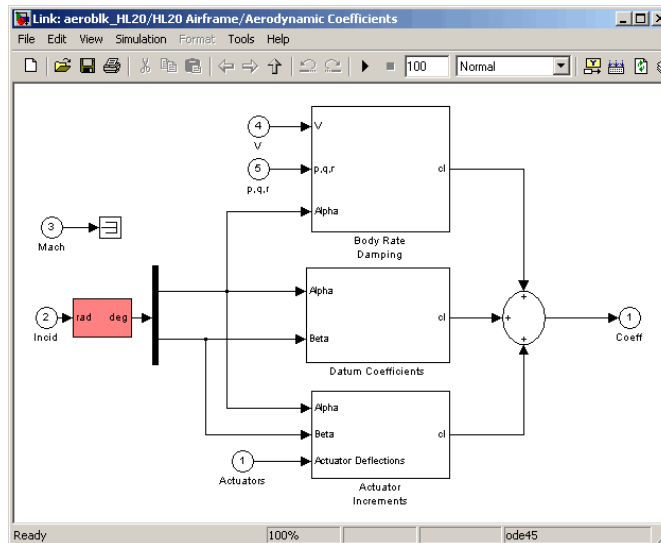 Link: aeroblk_HL20/HL20 Airframe/Aerodynamic Coefficients
File Edit View Simulation Format Tools Help
100 Normal
4
V
V
5
p,q,r
p,q,r
cl
Alpha
Body Rate
Damping
3
Mach
2
Incid
rad deg
Alpha
cl
Beta
Datum Coefficients
+
+
+
1
Coeff
Alpha
Beta
cl
1
Actuators
Actuator Deflections
Actuator
Increments
Ready 100% ode45